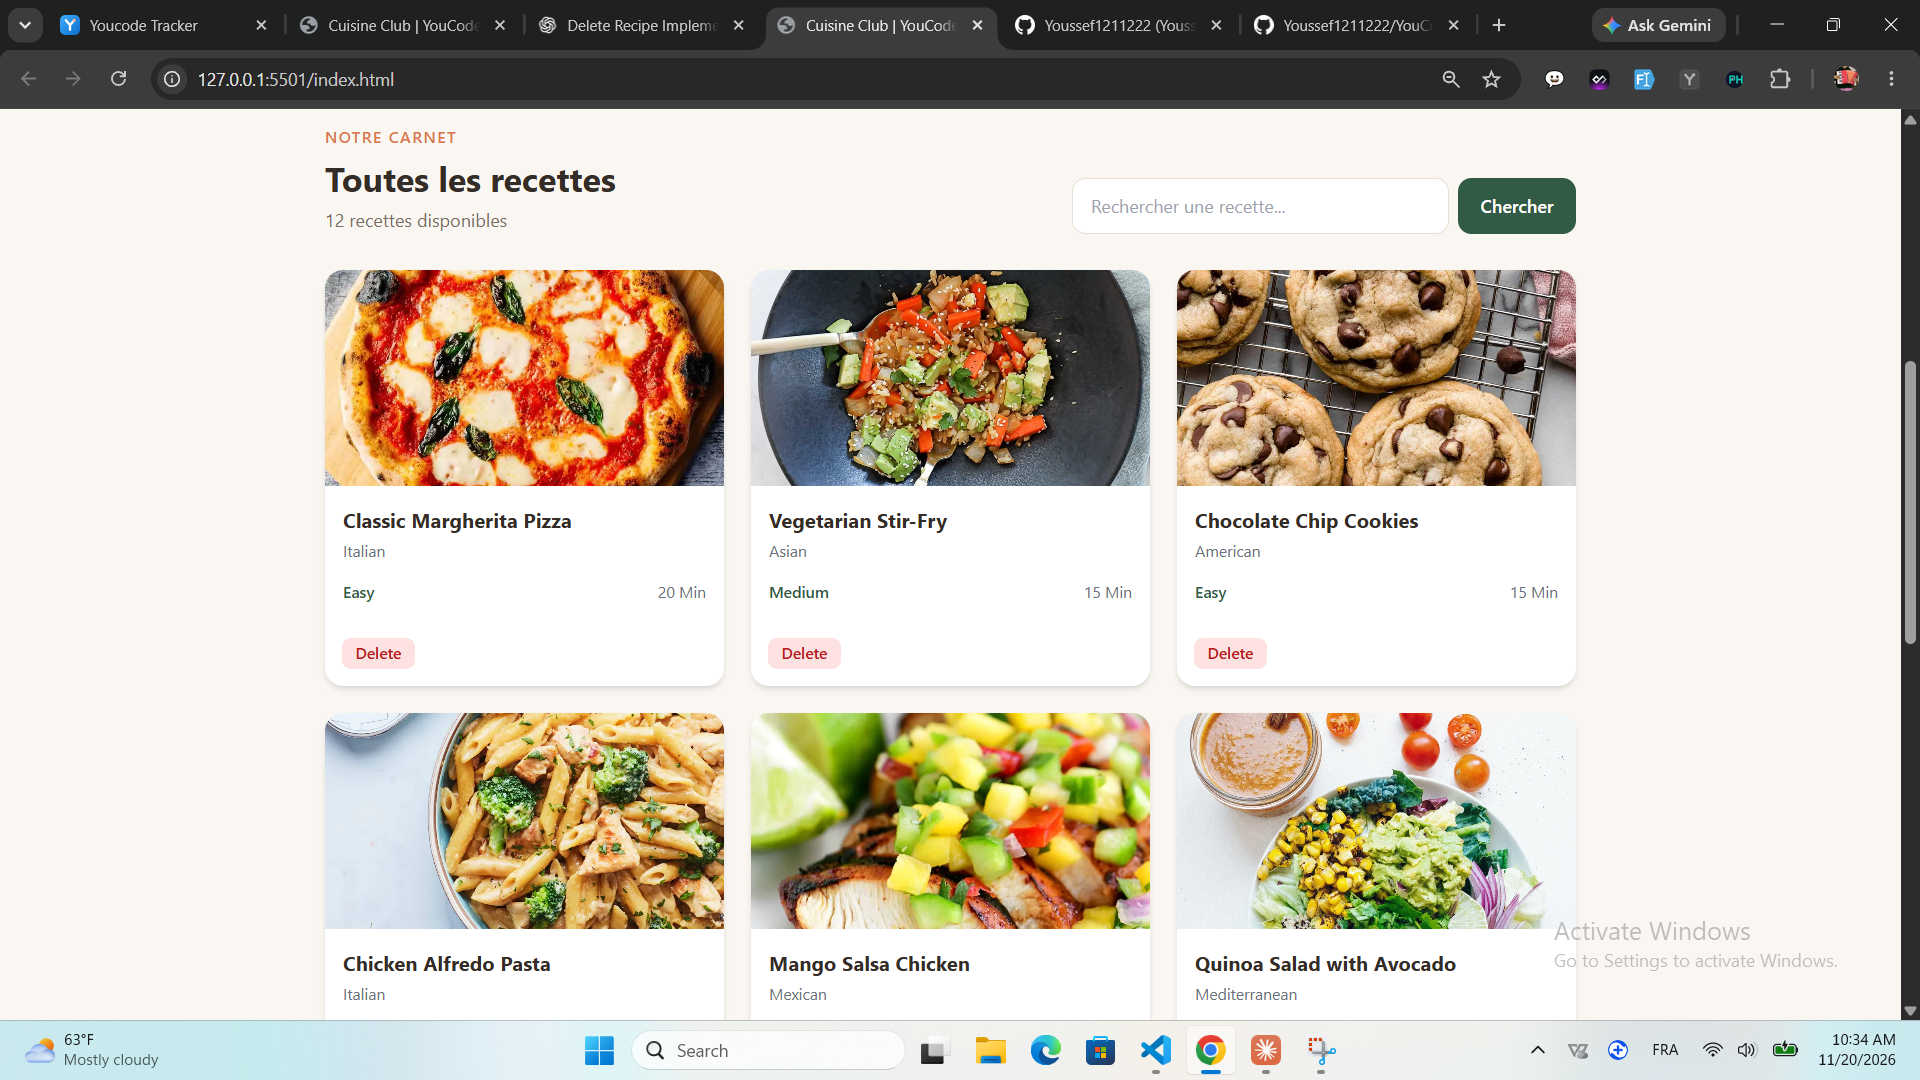 Youcode Tracker
Cuisine Club | YouCode
Delete Recipe Impleme
Cuisine Club | YouCode
Youssef1211222 (Youss
Youssef1211222/YouC
Ask Gemini
127.0.0.1:5501/index.html
NOTRE CARNET
Toutes les recettes
12 recettes disponibles
Rechercher une recette...
Chercher
Classic Margherita Pizza
Italian
Easy
20 Min
Delete
Vegetarian Stir-Fry
Asian
Medium
15 Min
Delete
Chocolate Chip Cookies
American
Easy
15 Min
Delete
Chicken Alfredo Pasta
Italian
Mango Salsa Chicken
Mexican
Quinoa Salad with Avocado
Mediterranean
Activate Windows
Go to Settings to activate Windows.
63°F
Mostly cloudy
Search
FRA
10:34 AM
11/20/2026